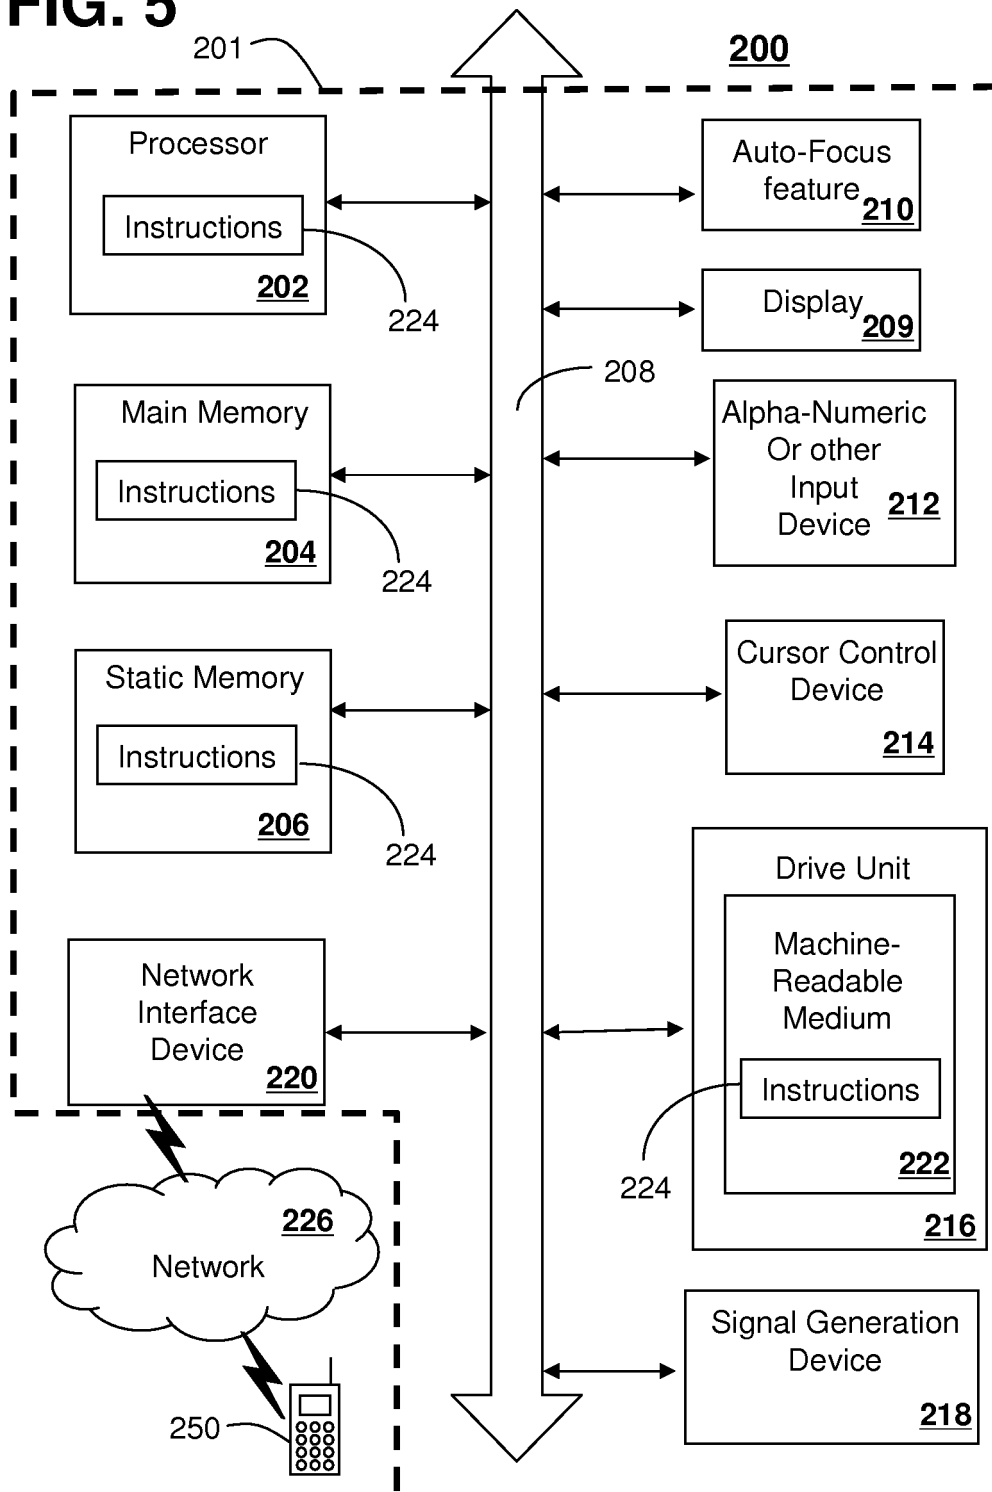 FIG. 5
201
200
Processor
Instructions
202
224
Auto-Focus
feature
210
Display
209
208
Main Memory
Instructions
204
224
Alpha-Numeric
Or other
Input
Device
212
Static Memory
Instructions
206
224
Cursor Control
Device
214
Network
Interface
Device
220
Drive Unit
Machine-
Readable
Medium
Instructions
222
224
216
226
Network
250
Signal Generation
Device
218